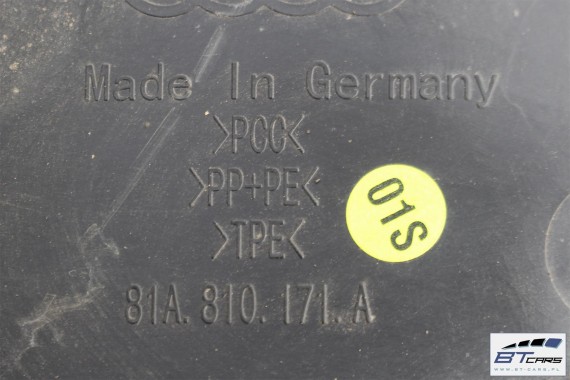 Made In Germany
>PCC<
>PP+PE<
>TPE<
01S
81A. 810. 171. A
BT CARS
WWW.BT-CARS.PL